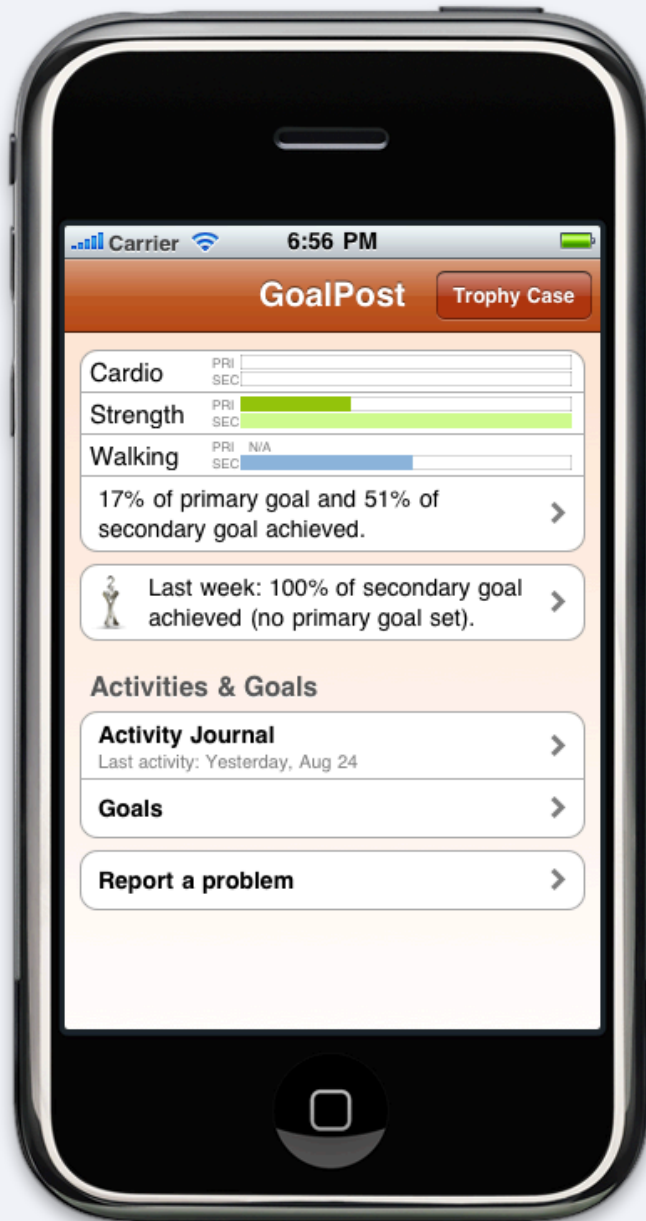 Carrier 6:56 PM
GoalPost Trophy Case
Cardio PRI
SEC
Strength PRI
SEC
Walking PRI N/A
SEC
17% of primary goal and 51% of
secondary goal achieved.
Last week: 100% of secondary goal
achieved (no primary goal set).
Activities & Goals
Activity Journal
Last activity: Yesterday, Aug 24
Goals
Report a problem